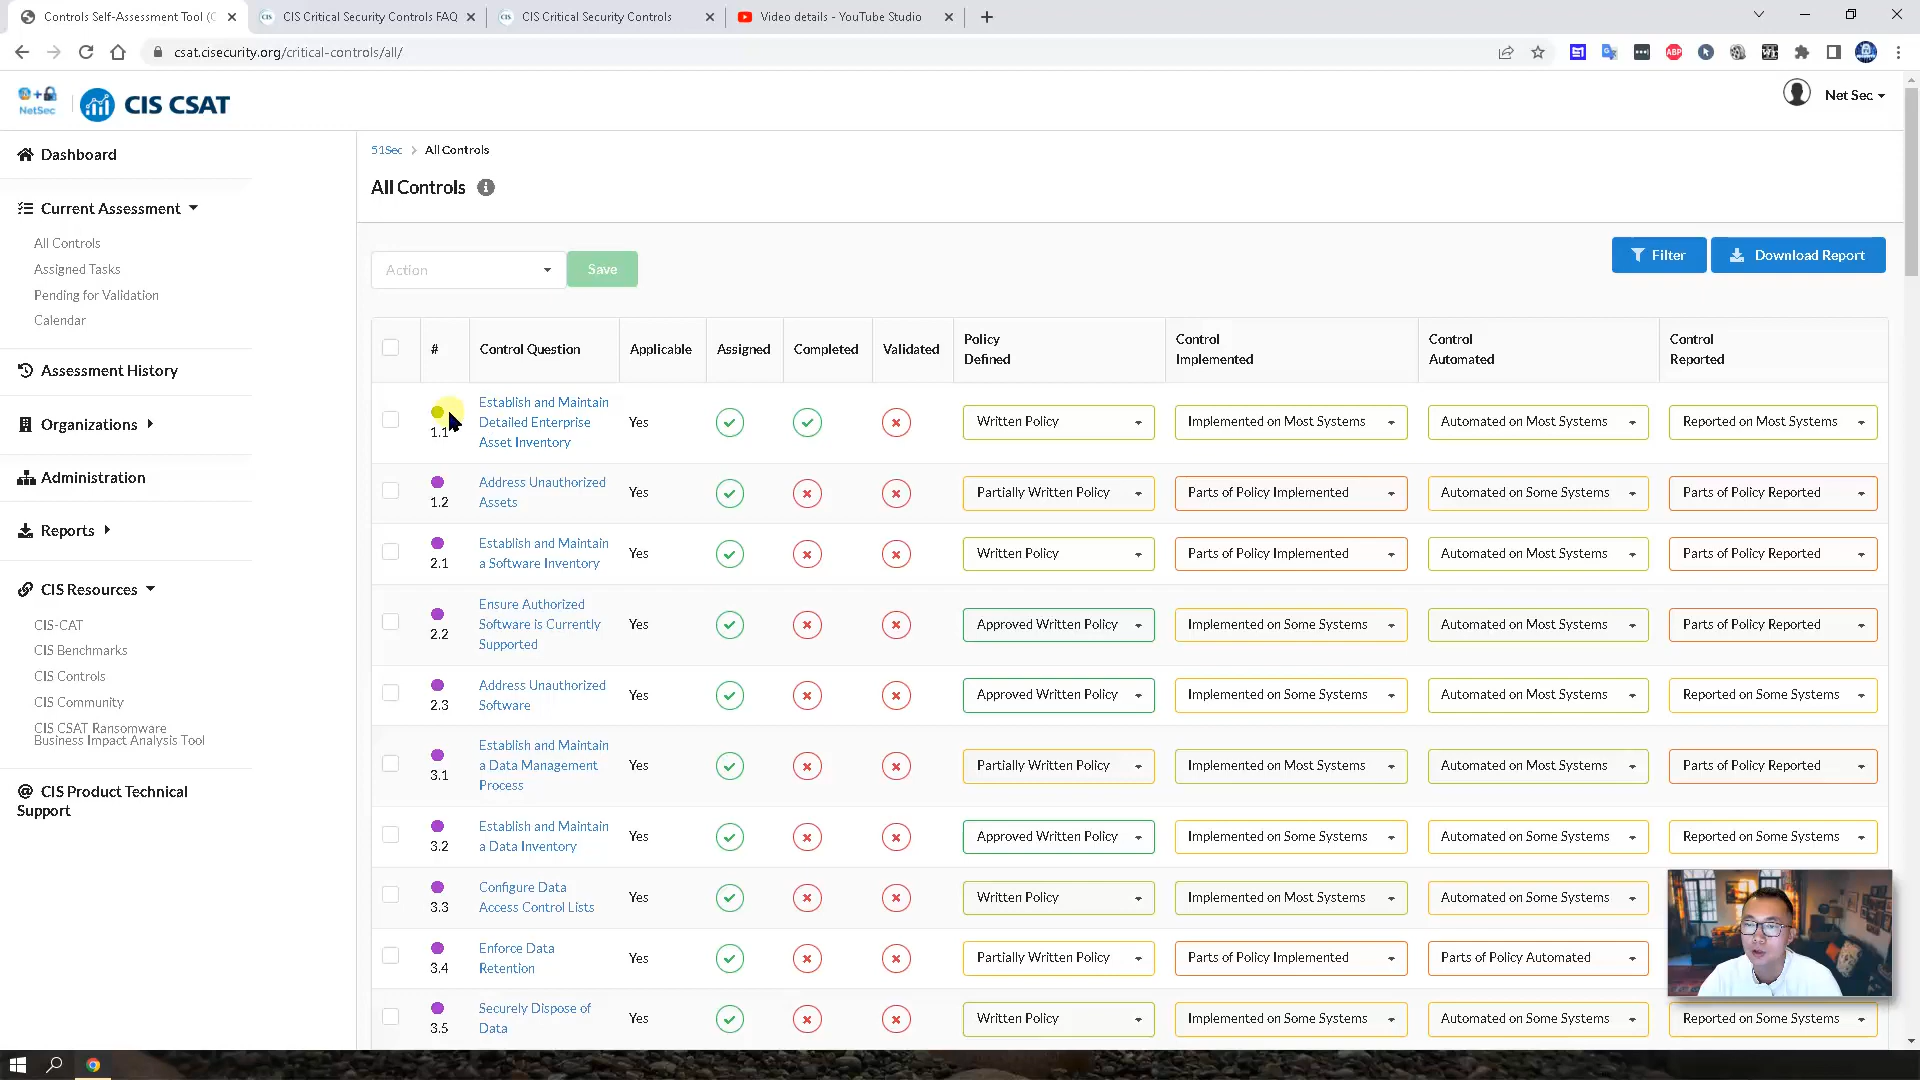 Controls Self-Assessment Tool (C
CIS Critical Security Controls FAQ
CIS Critical Security Controls
Video details - YouTube Studio
csat.cisecurity.org/critical-controls/all/
NetSec
CIS CSAT
Net Sec
Dashboard
Current Assessment
All Controls
Assigned Tasks
Pending for Validation
Calendar
Assessment History
Organizations
Administration
Reports
CIS Resources
CIS-CAT
CIS Benchmarks
CIS Controls
CIS Community
CIS CSAT Ransomware
Business Impact Analysis Tool
@ CIS Product Technical
Support
51Sec > All Controls
All Controls
Action
Save
Filter
Download Report
# Control Question Applicable Assigned Completed Validated Policy Defined Control Implemented Control Automated Control Reported
1.1 Establish and Maintain Detailed Enterprise Asset Inventory Yes Written Policy Implemented on Most Systems Automated on Most Systems Reported on Most Systems
1.2 Address Unauthorized Assets Yes Partially Written Policy Parts of Policy Implemented Automated on Some Systems Parts of Policy Reported
2.1 Establish and Maintain a Software Inventory Yes Written Policy Parts of Policy Implemented Automated on Most Systems Parts of Policy Reported
2.2 Ensure Authorized Software is Currently Supported Yes Approved Written Policy Implemented on Some Systems Automated on Most Systems Parts of Policy Reported
2.3 Address Unauthorized Software Yes Approved Written Policy Implemented on Some Systems Automated on Most Systems Reported on Some Systems
3.1 Establish and Maintain a Data Management Process Yes Partially Written Policy Implemented on Most Systems Automated on Most Systems Parts of Policy Reported
3.2 Establish and Maintain a Data Inventory Yes Approved Written Policy Implemented on Some Systems Automated on Some Systems Reported on Some Systems
3.3 Configure Data Access Control Lists Yes Written Policy Implemented on Most Systems Automated on Some Systems
3.4 Enforce Data Retention Yes Partially Written Policy Parts of Policy Implemented Parts of Policy Automated
3.5 Securely Dispose of Data Yes Written Policy Implemented on Some Systems Automated on Some Systems Reported on Some Systems